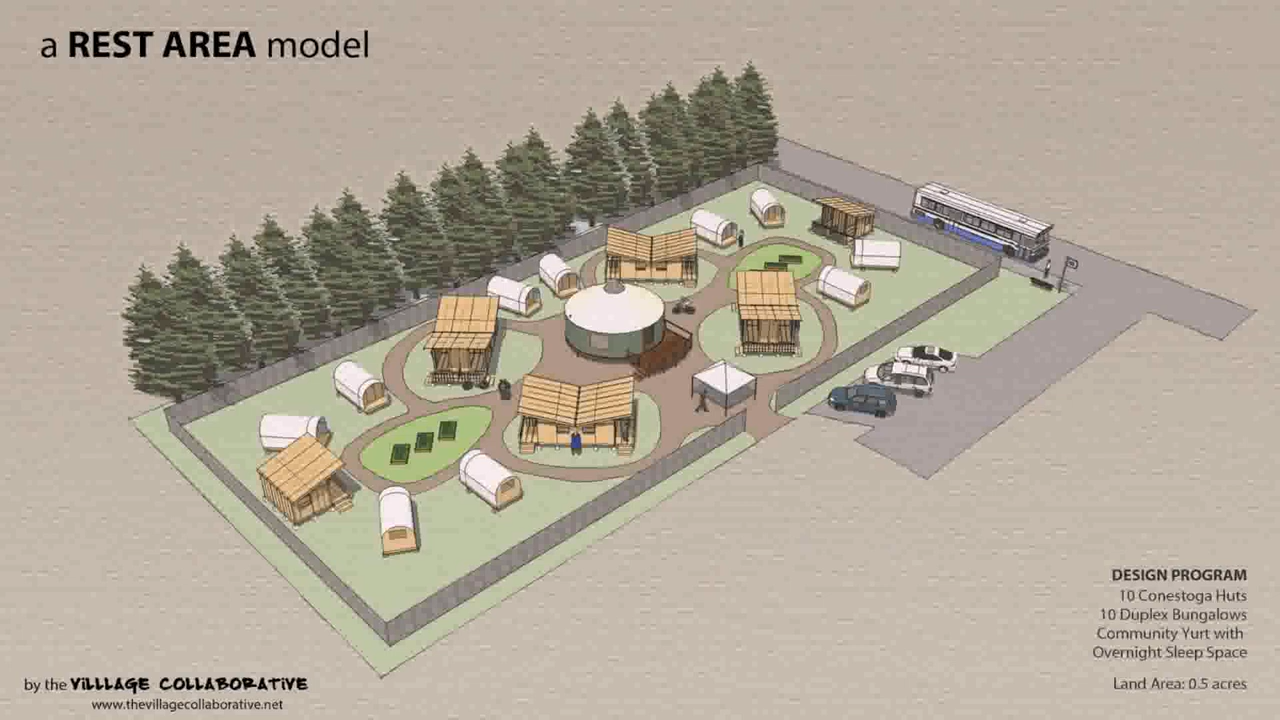 a REST AREA model
DESIGN PROGRAM
10 Conestoga Huts
10 Duplex Bungalows
Community Yurt with
Overnight Sleep Space
Land Area: 0.5 acres
by the ViLLLAGE COLLABORATiVE
www.thevillagecollaborative.net